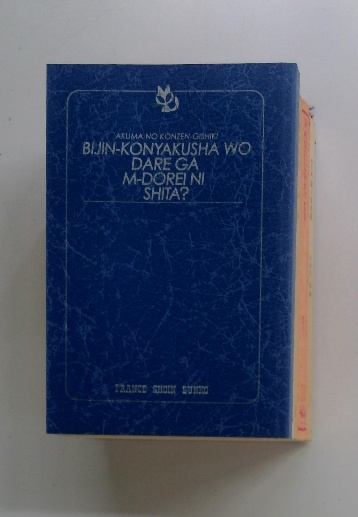 AKUMA NO KONZEN-GISHIKI
BIJIN-KONYAKUSHA WO
DARE GA
M-DOREI NI
SHITA?
FRANCE SHOIN BUNKO